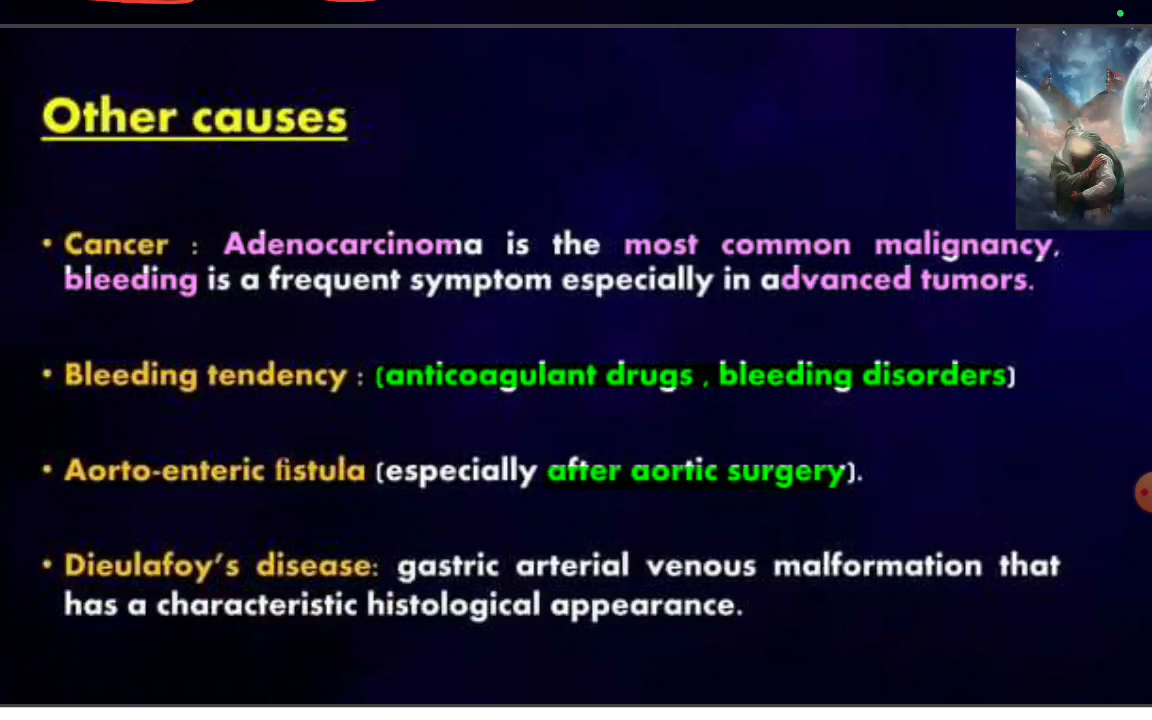 Other causes
• Cancer : Adenocarcinoma is the most common malignancy,
bleeding is a frequent symptom especially in advanced tumors.
• Bleeding tendency : (anticoagulant drugs , bleeding disorders)
• Aorto-enteric fistula (especially after aortic surgery).
• Dieulafoy's disease: gastric arterial venous malformation that
has a characteristic histological appearance.